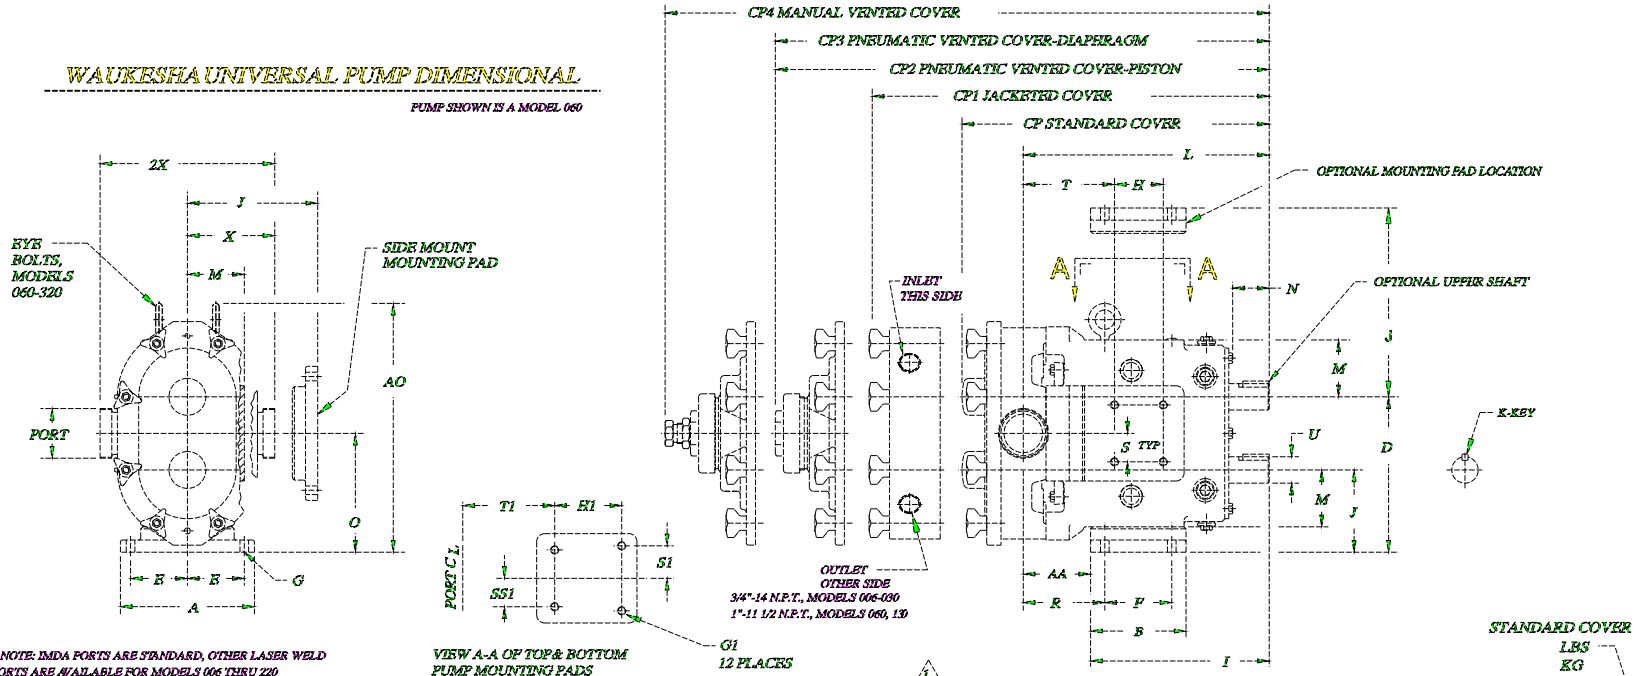 CP4 MANUAL VENTED COVER
CP3 PNEUMATIC VENTED COVER-DIAPHRAGM
CP2 PNEUMATIC VENTED COVER-PISTON
CP1 JACKETED COVER
CP STANDARD COVER
WAUKESHA UNIVERSAL PUMP DIMENSIONAL
PUMP SHOWN IS A MODEL 060
L
T
H
OPTIONAL MOUNTING PAD LOCATION
2X
J
X
M
EYE
BOLTS,
MODELS
060-320
SIDE MOUNT
MOUNTING PAD
AO
PORT
O
E
E
G
A
A
A
INLET
THIS SIDE
N
OPTIONAL UPPER SHAFT
J
M
D
K-KEY
U
S TYP
M
J
T1
H1
S1
SS1
PORT C L
G1
12 PLACES
VIEW A-A OF TOP & BOTTOM
PUMP MOUNTING PADS
OUTLET
OTHER SIDE
3/4"-14 N.P.T., MODELS 006-030
1"-11 1/2 N.P.T., MODELS 060, 130
AA
R
F
B
I
1
STANDARD COVER
LBS
KG
NOTE: IMDA PORTS ARE STANDARD, OTHER LASER WELD
PORTS ARE AVAILABLE FOR MODELS 006 THRU 220